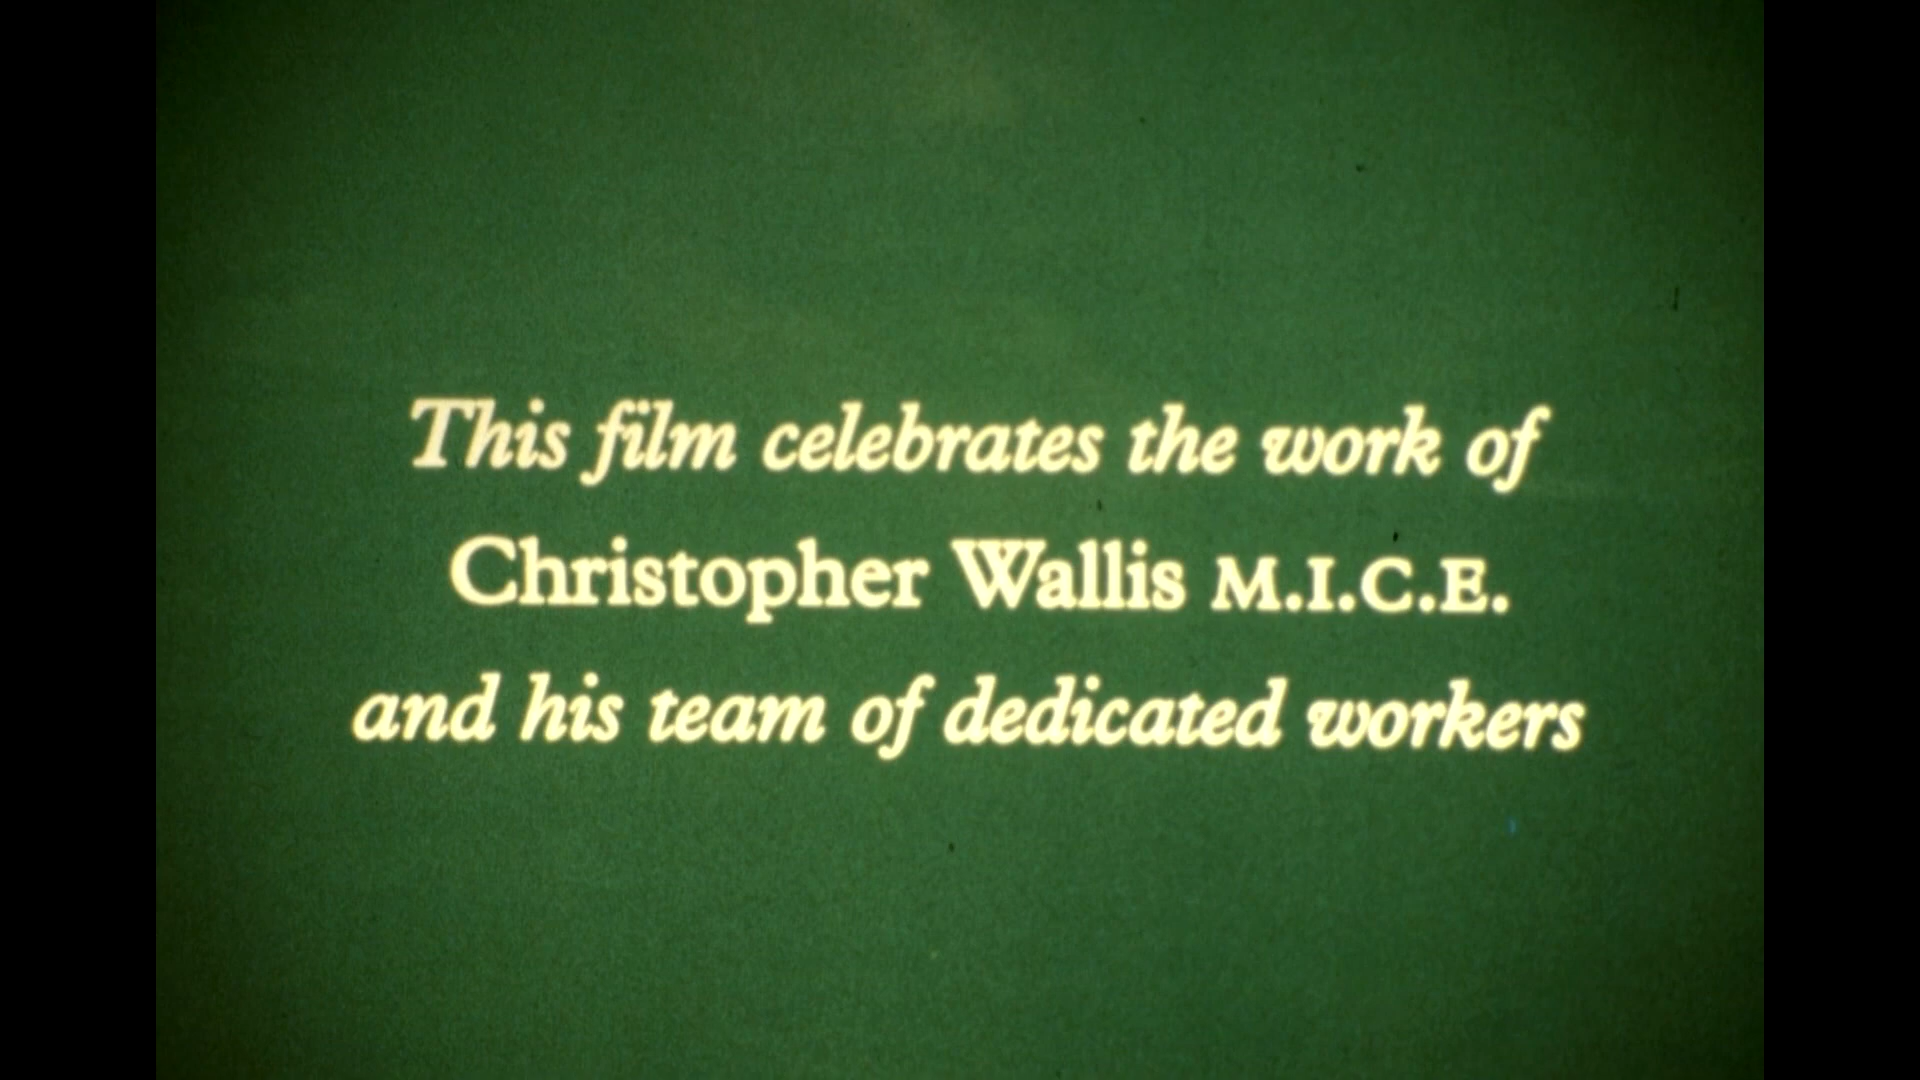 This film celebrates the work of
Christopher Wallis M.I.C.E.
and his team of dedicated workers